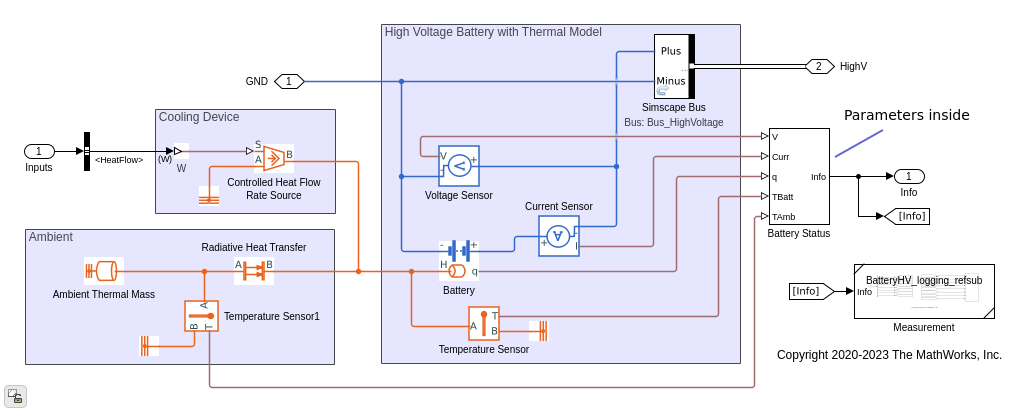 High Voltage Battery with Thermal Model
Plus
2
HighV
GND
1
Minus
Simscape Bus
Bus: Bus_HighVoltage
Cooling Device
Parameters inside
1
Inputs
<HeatFlow>
(W)
W
S
A
B
Controlled Heat Flow
Rate Source
V
+
-
Voltage Sensor
V
Curr
q
TBatt
TAmb
Info
Battery Status
1
Info
[Info]
Current Sensor
A
-
+
I
Ambient
Radiative Heat Transfer
A
B
Ambient Thermal Mass
-
+
H
q
Battery
A
B
T
Temperature Sensor1
A
T
B
Temperature Sensor
[Info]
Info
BatteryHV_logging_refsub
Measurement
Copyright 2020-2023 The MathWorks, Inc.